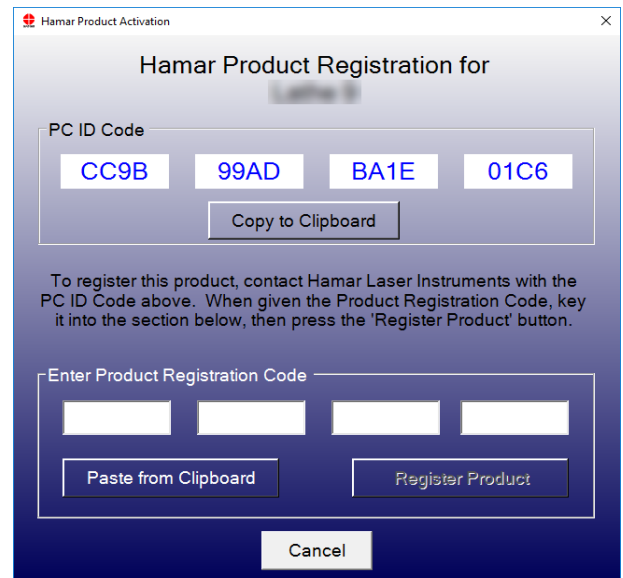 Hamar Product Activation
Hamar Product Registration for
PC ID Code
CC9B 99AD BA1E 01C6
Copy to Clipboard
To register this product, contact Hamar Laser Instruments with the
PC ID Code above. When given the Product Registration Code, key
it into the section below, then press the 'Register Product' button.
Enter Product Registration Code
Paste from Clipboard Register Product
Cancel